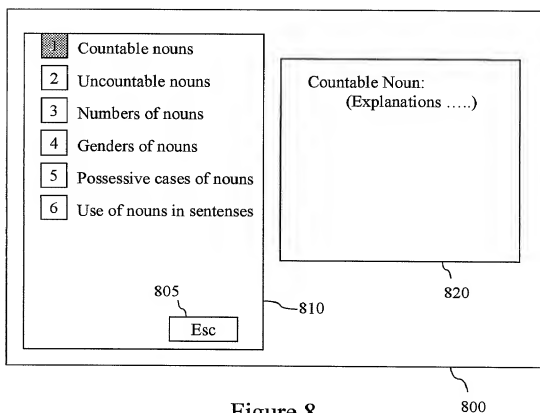 1 Countable nouns
2 Uncountable nouns
3 Numbers of nouns
4 Genders of nouns
5 Possessive cases of nouns
6 Use of nouns in sentenses
Countable Noun:
(Explanations .....)
820
805
810
Esc
800
Figure 8